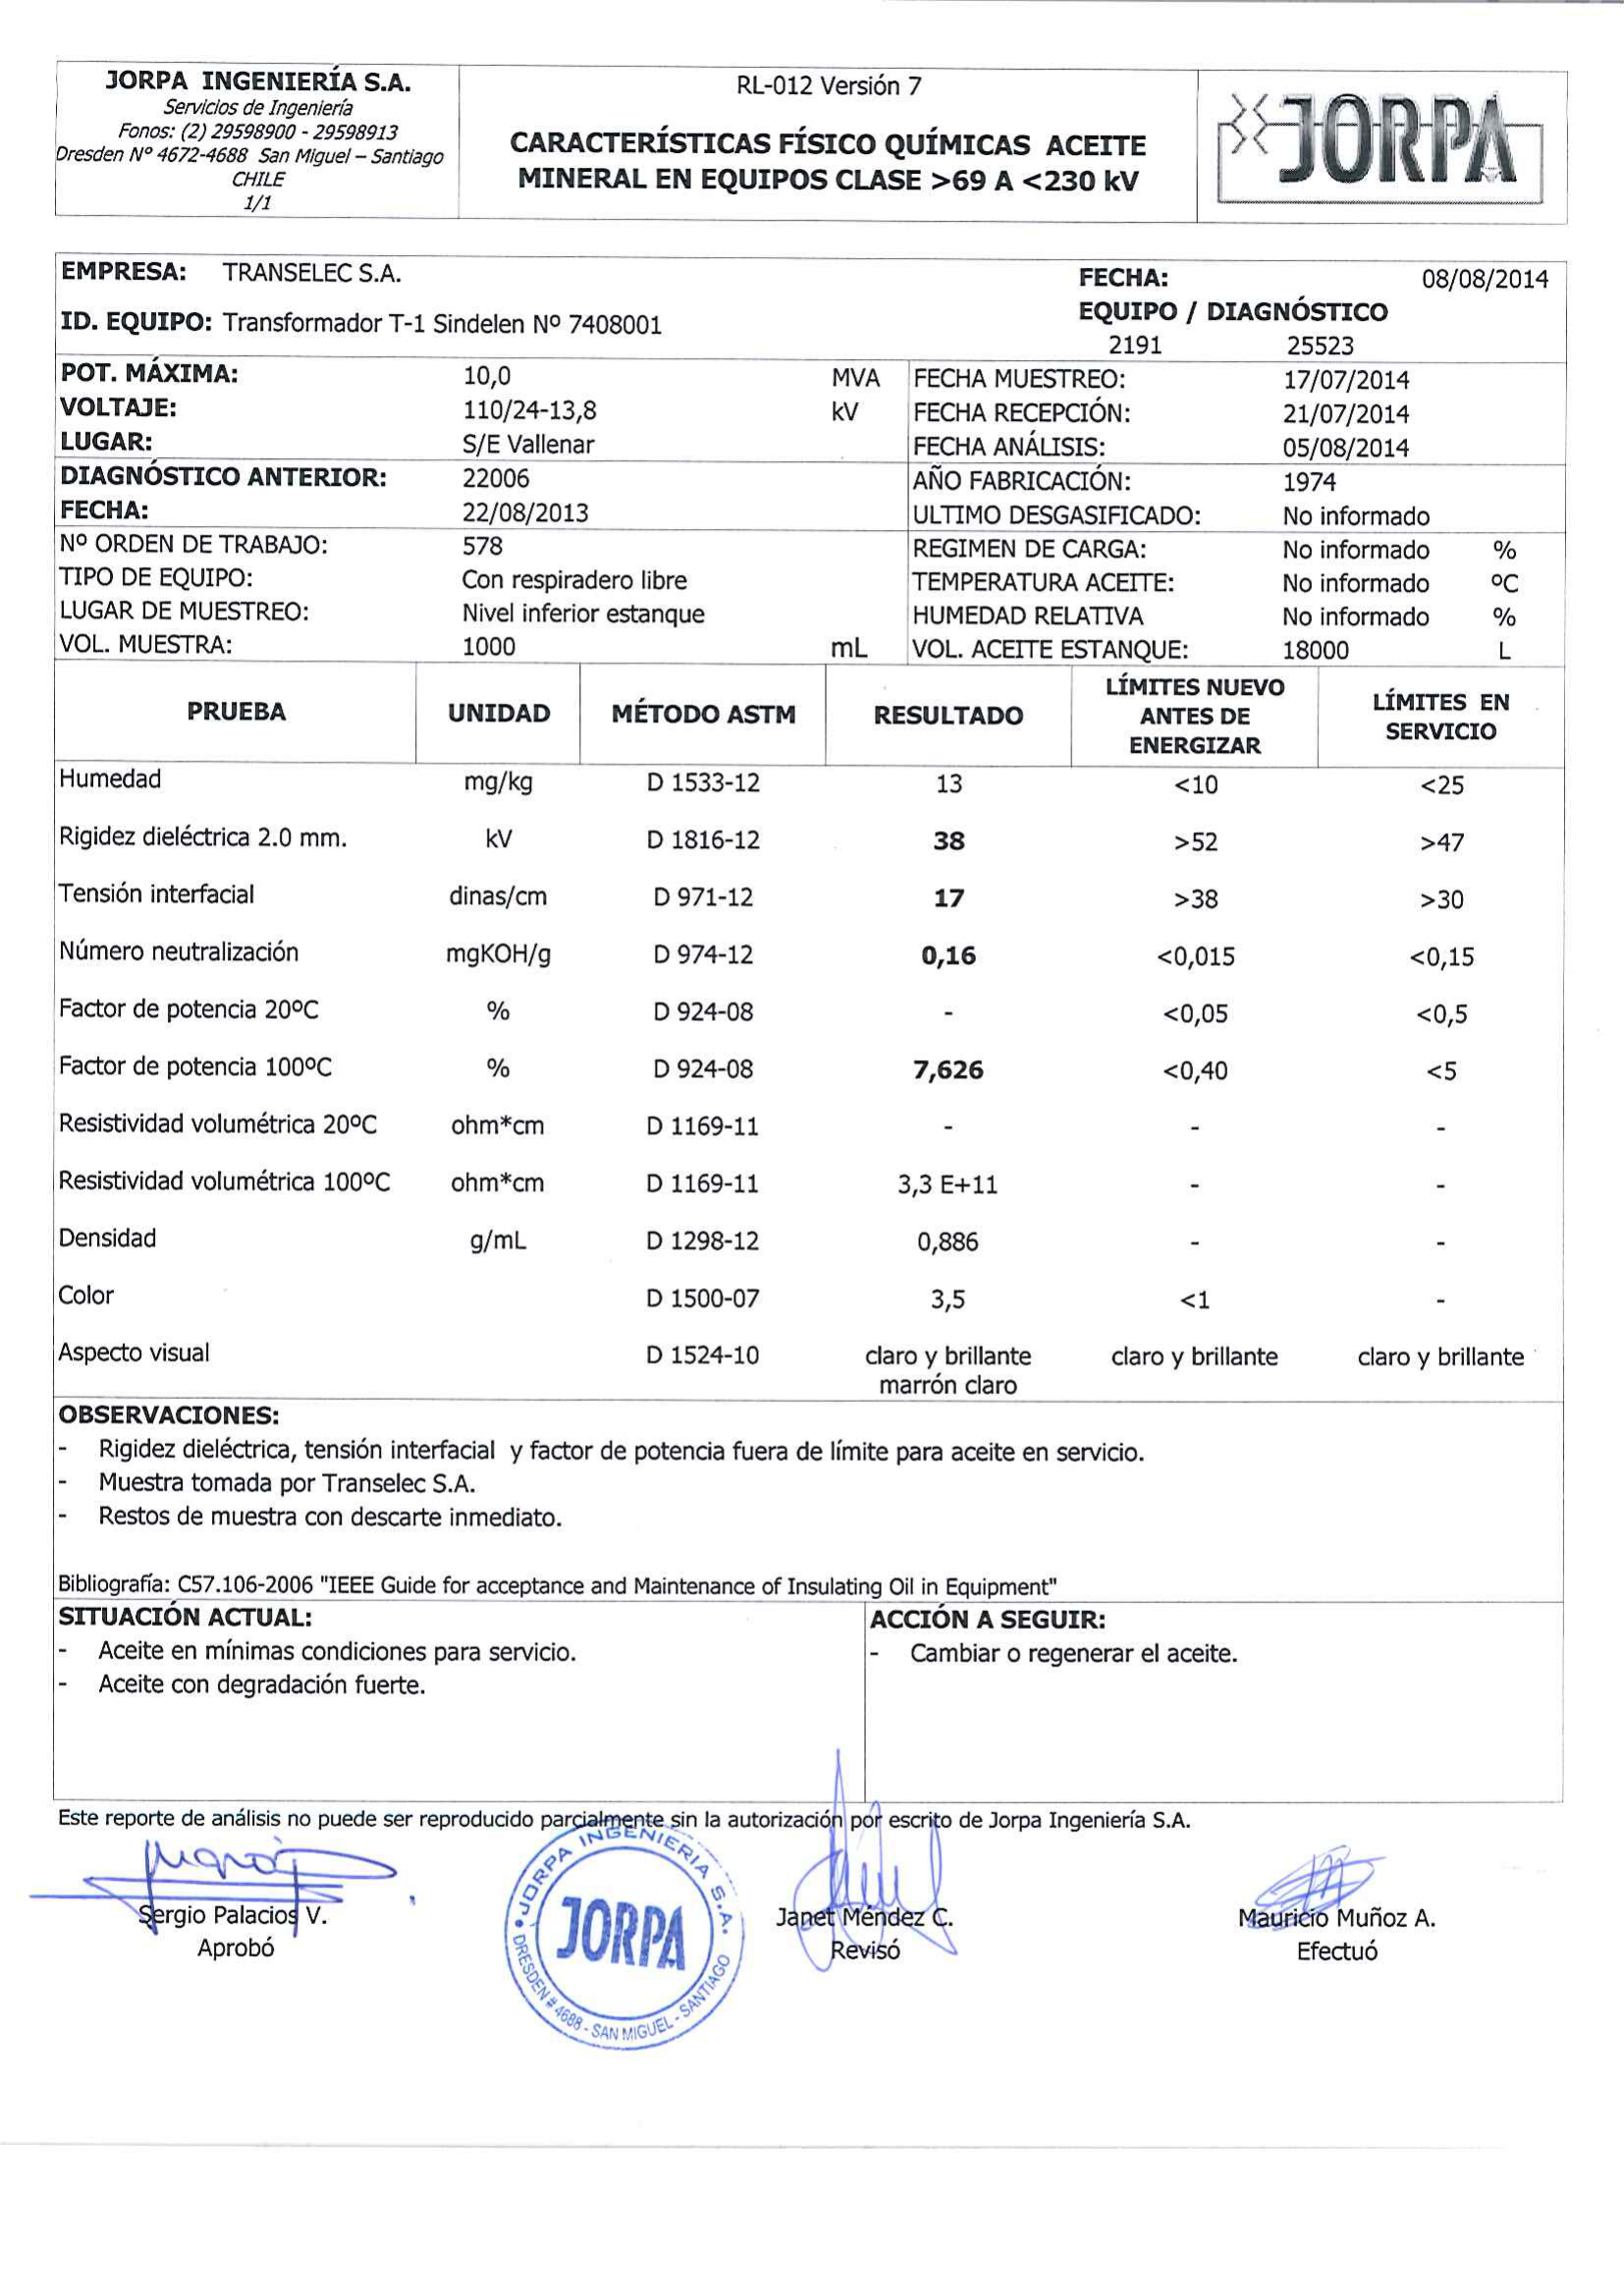 JORPA INGENIERÍA S.A.
Servicios de Ingeniería
Fonos: (2) 29598900 - 29598913
Dresden Nº 4672-4688 San Miguel – Santiago
CHILE
1/1
RL-012 Versión 7
CARACTERÍSTICAS FÍSICO QUÍMICAS ACEITE
MINERAL EN EQUIPOS CLASE >69 A <230 kV
JORPA
EMPRESA: TRANSELEC S.A.
FECHA: 08/08/2014
ID. EQUIPO: Transformador T-1 Sindelen Nº 7408001
EQUIPO / DIAGNÓSTICO
2191 25523
POT. MÁXIMA: 10,0 MVA FECHA MUESTREO: 17/07/2014
VOLTAJE: 110/24-13,8 kV FECHA RECEPCIÓN: 21/07/2014
LUGAR: S/E Vallenar FECHA ANÁLISIS: 05/08/2014
DIAGNÓSTICO ANTERIOR: 22006 AÑO FABRICACIÓN: 1974
FECHA: 22/08/2013 ULTIMO DESGASIFICADO: No informado
Nº ORDEN DE TRABAJO: 578 REGIMEN DE CARGA: No informado %
TIPO DE EQUIPO: Con respiradero libre TEMPERATURA ACEITE: No informado ºC
LUGAR DE MUESTREO: Nivel inferior estanque HUMEDAD RELATIVA No informado %
VOL. MUESTRA: 1000 mL VOL. ACEITE ESTANQUE: 18000 L
PRUEBA UNIDAD MÉTODO ASTM RESULTADO LÍMITES NUEVO ANTES DE ENERGIZAR LÍMITES EN SERVICIO
Humedad mg/kg D 1533-12 13 <10 <25
Rigidez dieléctrica 2.0 mm. kV D 1816-12 38 >52 >47
Tensión interfacial dinas/cm D 971-12 17 >38 >30
Número neutralización mgKOH/g D 974-12 0,16 <0,015 <0,15
Factor de potencia 20ºC % D 924-08 - <0,05 <0,5
Factor de potencia 100ºC % D 924-08 7,626 <0,40 <5
Resistividad volumétrica 20ºC ohm*cm D 1169-11 - - -
Resistividad volumétrica 100ºC ohm*cm D 1169-11 3,3 E+11 - -
Densidad g/mL D 1298-12 0,886 - -
Color D 1500-07 3,5 <1 -
Aspecto visual D 1524-10 claro y brillante claro y brillante claro y brillante
marrón claro
OBSERVACIONES:
- Rigidez dieléctrica, tensión interfacial y factor de potencia fuera de límite para aceite en servicio.
- Muestra tomada por Transelec S.A.
- Restos de muestra con descarte inmediato.
Bibliografía: C57.106-2006 "IEEE Guide for acceptance and Maintenance of Insulating Oil in Equipment"
SITUACIÓN ACTUAL: ACCIÓN A SEGUIR:
- Aceite en mínimas condiciones para servicio. - Cambiar o regenerar el aceite.
- Aceite con degradación fuerte.
Este reporte de análisis no puede ser reproducido parcialmente sin la autorización por escrito de Jorpa Ingeniería S.A.
JORPA INGENIERIA S.A.
JORPA
DRESDEN # 4688 - SAN MIGUEL - SANTIAGO
Sergio Palacios V. Janet Méndez C. Mauricio Muñoz A.
Aprobó Revisó Efectuó